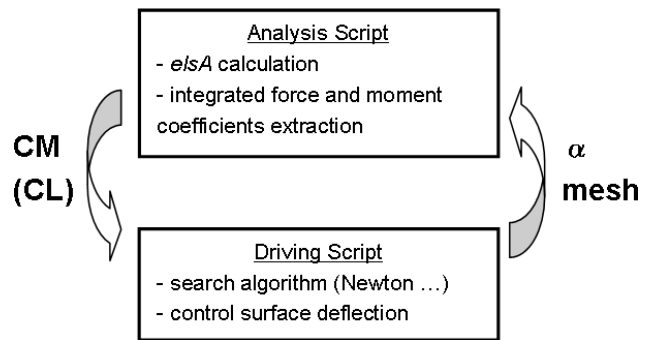 Analysis Script
- elsA calculation
- integrated force and moment
coefficients extraction
CM
(CL)
α
mesh
Driving Script
- search algorithm (Newton ...)
- control surface deflection